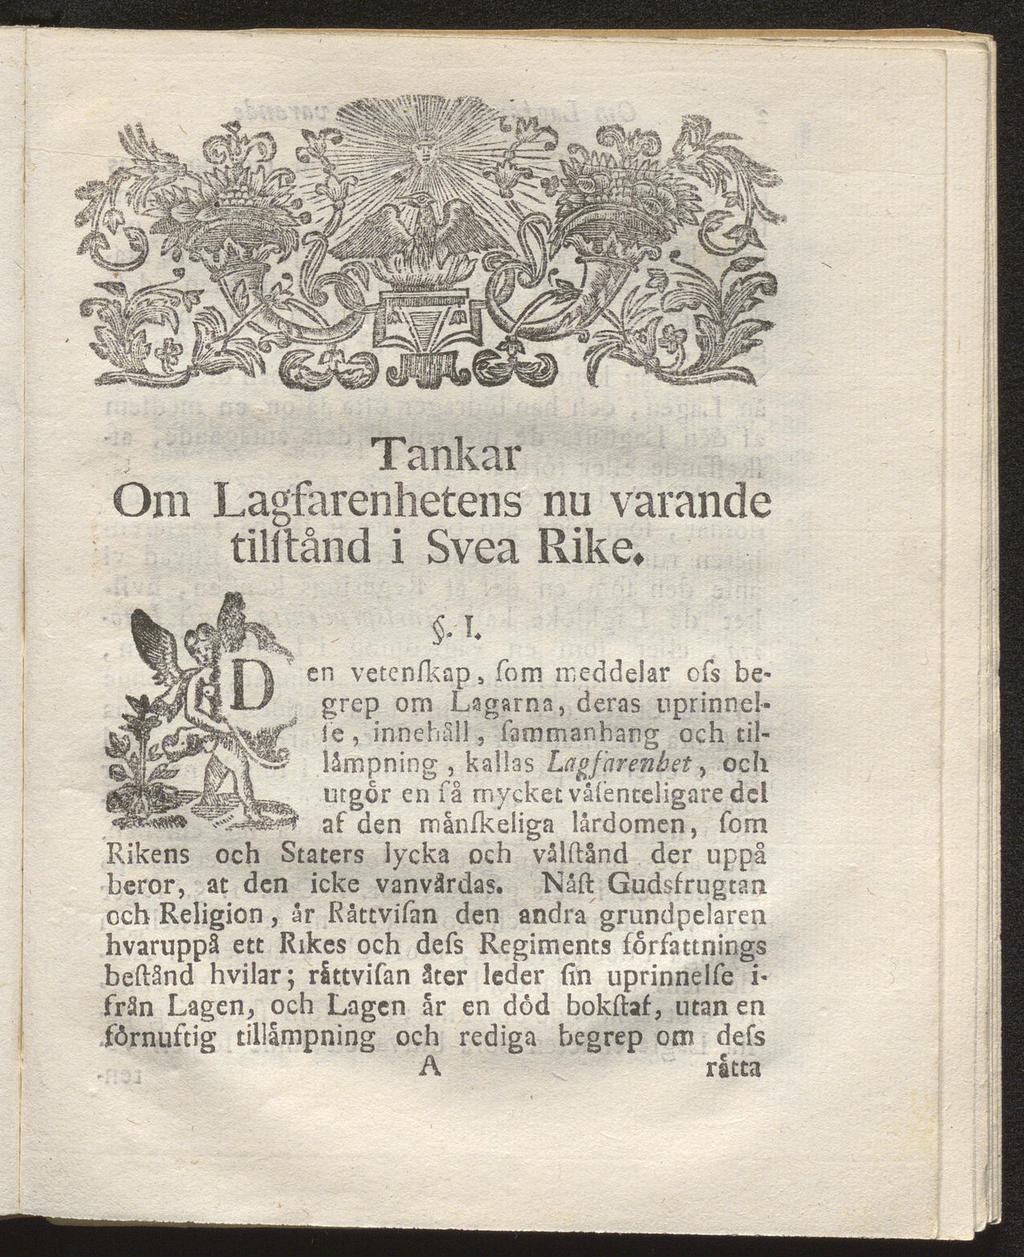 Tankar
Om Lagfarenhetens nu varande
tilſtånd i Svea Rike.
§. I.
Den vetenſkap, ſom meddelar oſs be-
grep om Lagarna, deras uprinnel-
ſe, innehåll, ſammanhang och til-
låmpning, kallas Lagfarenhet, och
utgör en ſå mycket våſenteligare del
af den månſkeliga lårdomen, ſom
Rikens och Staters lycka och vålſtånd der uppå
beror, at den icke vanvårdas. Nåſt Gudsfrugtan
och Religion, år Råttviſan den andra grundpelaren
hvaruppå ett Rikes och deſs Regiments författnings
beſtånd hvilar; råttviſan åter leder ſin uprinnelſe i-
från Lagen, och Lagen år en död bokſtaf, utan en
förnuftig tillåmpning och rediga begrep om deſs
A råtta